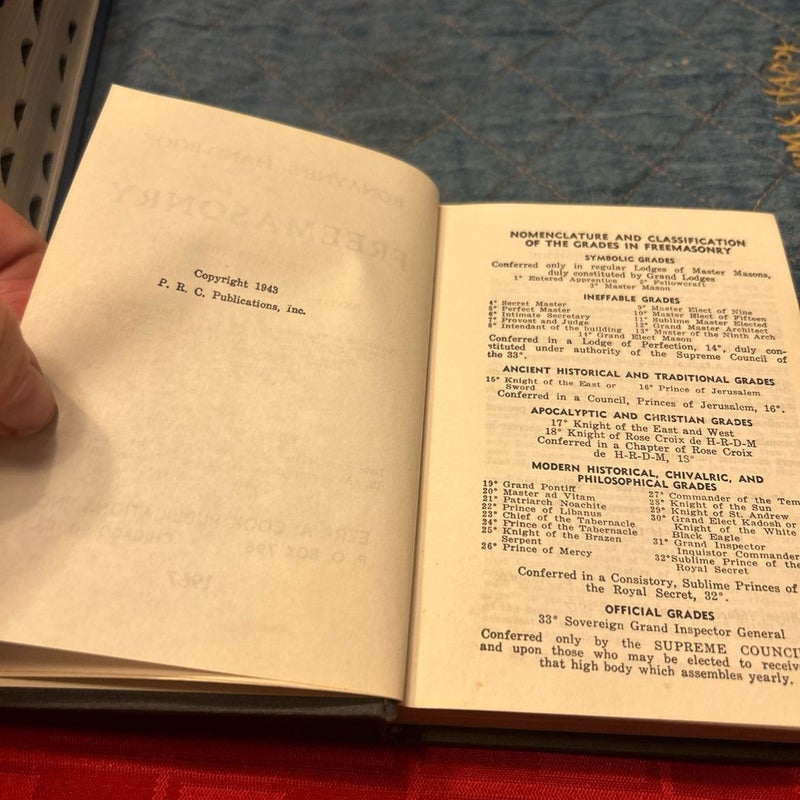 Copyright 1943
P. R. C. Publications, Inc.
NOMENCLATURE AND CLASSIFICATION
OF THE GRADES IN FREEMASONRY
SYMBOLIC GRADES
Conferred only in regular Lodges of Master Masons,
duly constituted by Grand Lodges
1° Entered Apprentice 2° Fellowcraft
3° Master Mason
INEFFABLE GRADES
4° Secret Master 9° Master Elect of Nine
5° Perfect Master 10° Master Elect of Fifteen
6° Intimate Secretary 11° Sublime Master Elected
7° Provost and Judge 12° Grand Master Architect
8° Intendant of the building 13° Master of the Ninth Arch
14° Grand Elect Mason
Conferred in a Lodge of Perfection, 14°, duly con-
stituted under authority of the Supreme Council of
the 33°.
ANCIENT HISTORICAL AND TRADITIONAL GRADES
15° Knight of the East or 16° Prince of Jerusalem
Sword
Conferred in a Council, Princes of Jerusalem, 16°.
APOCALYPTIC AND CHRISTIAN GRADES
17° Knight of the East and West
18° Knight of Rose Croix de H-R-D-M
Conferred in a Chapter of Rose Croix
de H-R-D-M, 18°
MODERN HISTORICAL, CHIVALRIC, AND
PHILOSOPHICAL GRADES
19° Grand Pontiff
20° Master ad Vitam
21° Patriarch Noachite
22° Prince of Libanus
23° Chief of the Tabernacle
24° Prince of the Tabernacle
25° Knight of the Brazen
Serpent
26° Prince of Mercy
27° Commander of the Tem
28° Knight of the Sun
29° Knight of St. Andrew
30° Grand Elect Kadosh or
Knight of the White
Black Eagle
31° Grand Inspector
Inquistor Commander
32° Sublime Prince of the
Royal Secret
Conferred in a Consistory, Sublime Princes of
the Royal Secret, 32°.
OFFICIAL GRADES
33° Sovereign Grand Inspector General
Conferred only by the SUPREME COUNCI
and upon those who may be elected to receiv
that high body which assembles yearly.